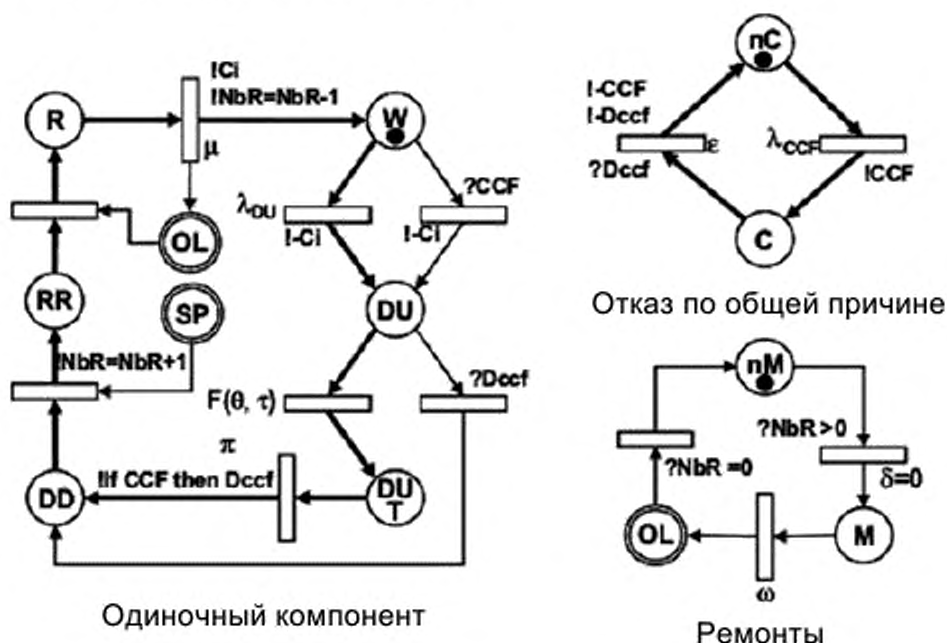 !Ci
!NbR=NbR-1
R
W
μ
λDU
!-Ci
?CCF
!-Ci
OL
RR
SP
DU
!NbR=NbR+1
F(θ, τ)
?Dccf
π
!If CCF then Dccf
DD
DU
T
Одиночный компонент
nC
!-CCF
!-Dccf
ε
?Dccf
λCCF
!CCF
C
Отказ по общей причине
nM
?NbR>0
?NbR =0
δ=0
OL
M
ω
Ремонты